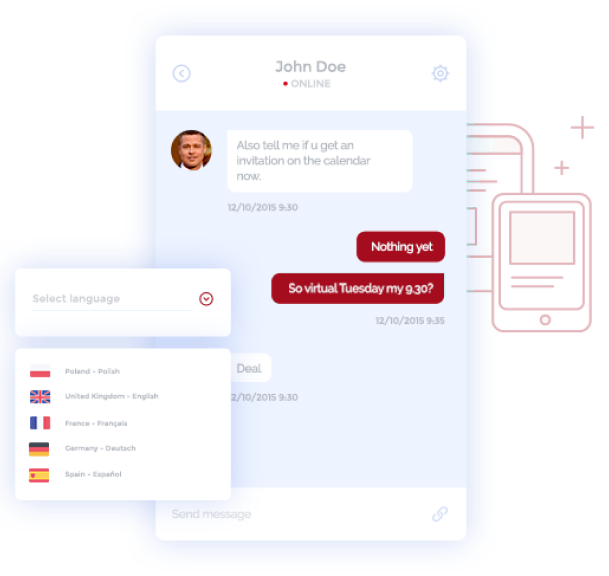 John Doe
ONLINE
Also tell me if u get an
invitation on the calendar
now.
12/10/2015 9:30
Nothing yet
So virtual Tuesday my 9.30?
12/10/2015 9:35
Select language
Deal
2/10/2015 9:30
Poland - Polish
United Kingdom - English
France - Français
Germany - Deutsch
Spain - Español
Send message